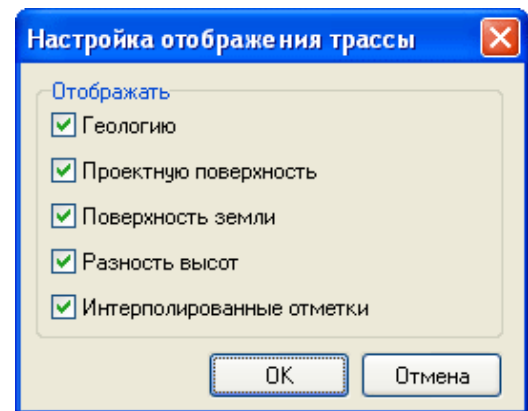 Настройка отображения трассы
Отображать
Геологию
Проектную поверхность
Поверхность земли
Разность высот
Интерполированные отметки
OK
Отмена